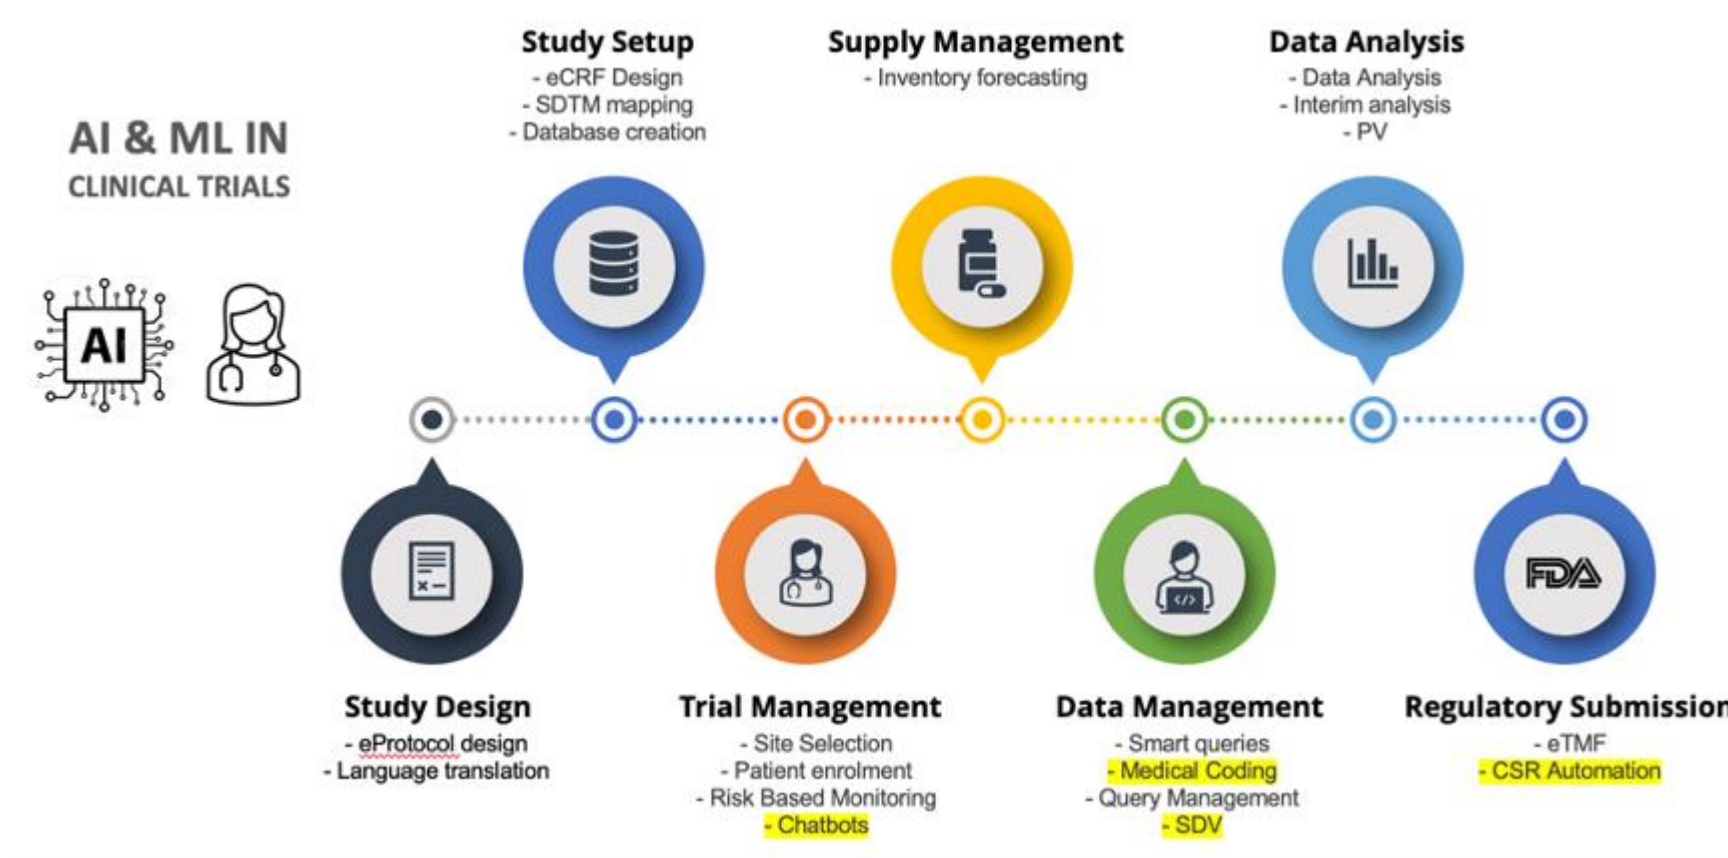 AI & ML IN
CLINICAL TRIALS
AI
Study Setup
- eCRF Design
- SDTM mapping
- Database creation
Supply Management
- Inventory forecasting
Data Analysis
- Data Analysis
- Interim analysis
- PV
Study Design
- eProtocol design
- Language translation
Trial Management
- Site Selection
- Patient enrolment
- Risk Based Monitoring
- Chatbots
</>
Data Management
- Smart queries
- Medical Coding
- Query Management
- SDV
FDA
Regulatory Submission
- eTMF
- CSR Automation